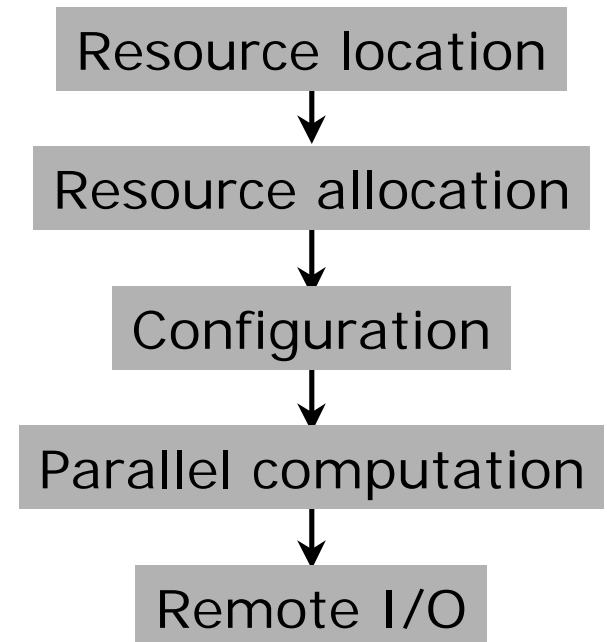 Resource location
Resource allocation
Configuration
Parallel computation
Remote I/O